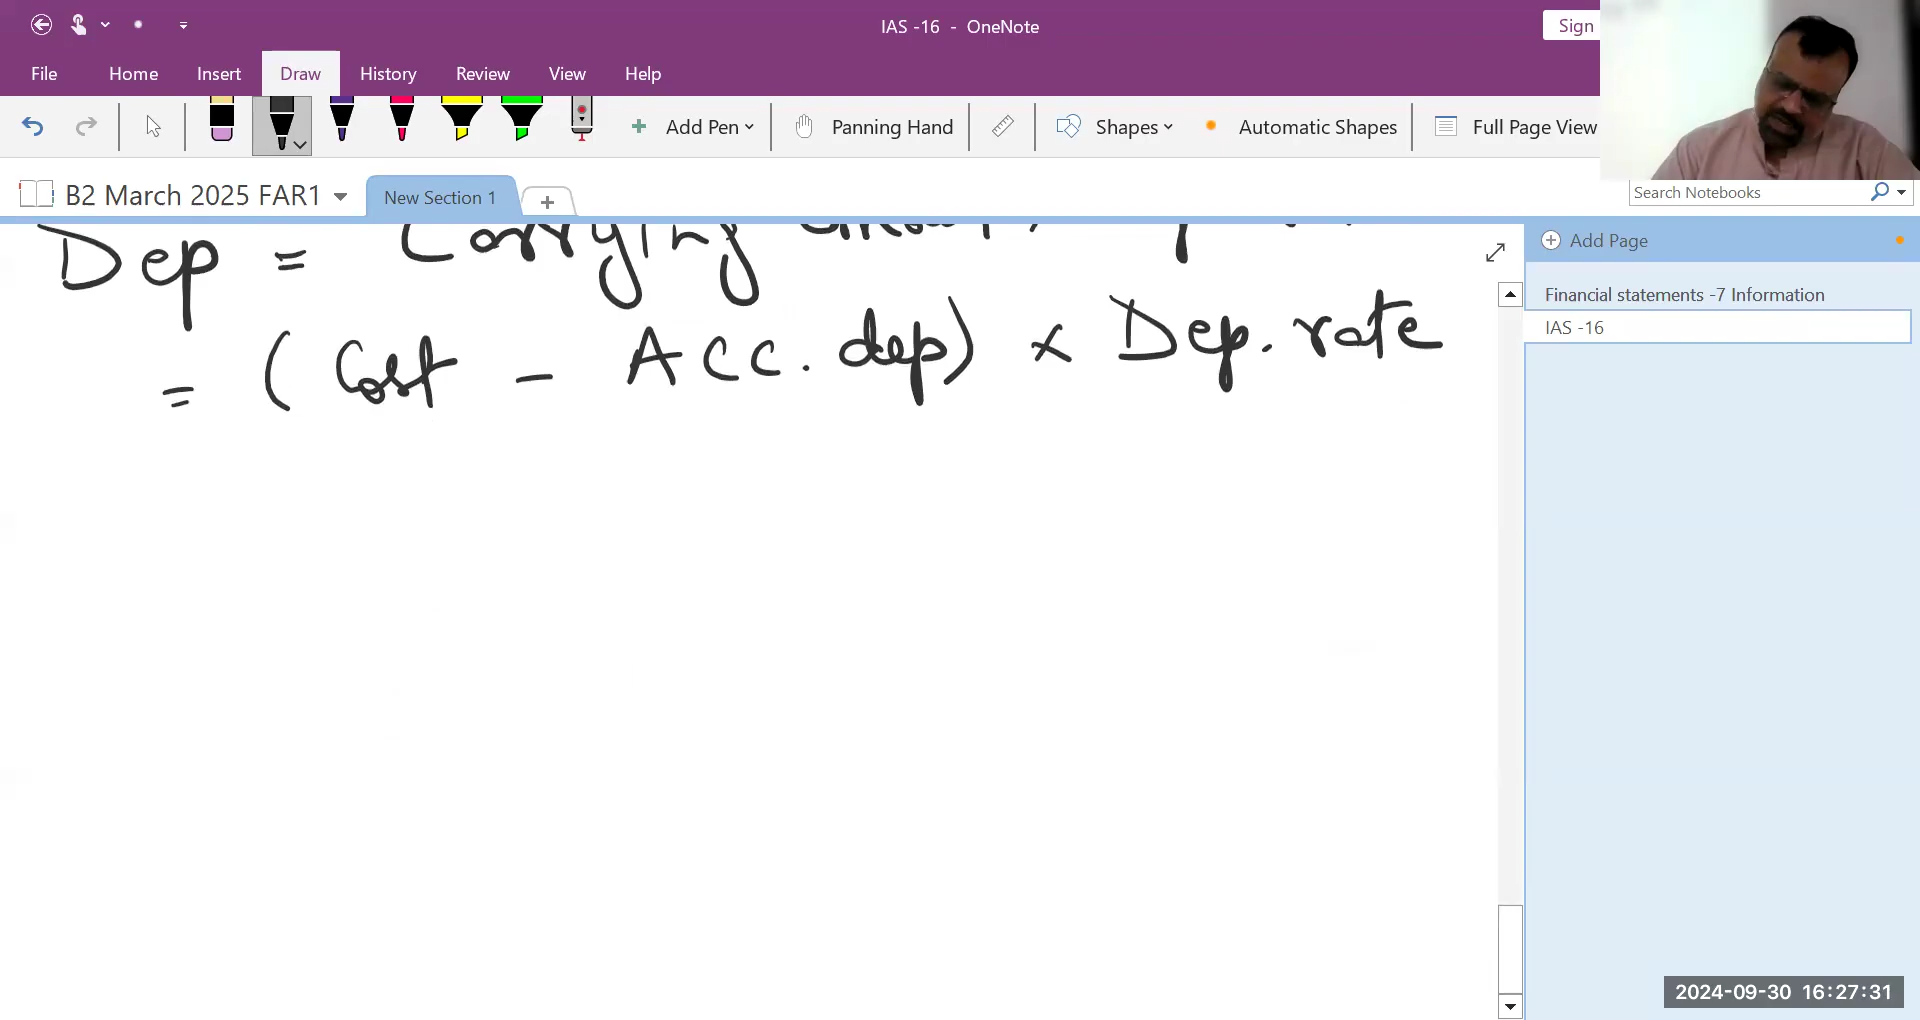 IAS -16 - OneNote
Sign
File Home Insert Draw History Review View Help
Add Pen Panning Hand Shapes Automatic Shapes Full Page View
B2 March 2025 FAR1 New Section 1
Search Notebooks
Add Page
Financial statements -7 Information
IAS -16
Dep = Carrying
= (Cost - Acc. dep) x Dep. rate
2024-09-30 16:27:31